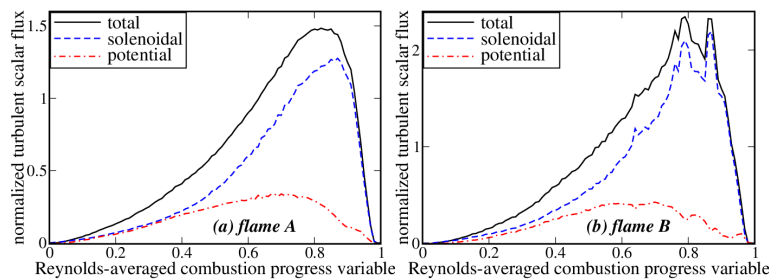 normalized turbulent scalar flux
1.5
1
0.5
0
total
solenoidal
potential
(a) flame A
0 0.2 0.4 0.6 0.8 1
Reynolds-averaged combustion progress variable
normalized turbulent scalar flux
2
1
0
total
solenoidal
potential
(b) flame B
0 0.2 0.4 0.6 0.8 1
Reynolds-averaged combustion progress variable